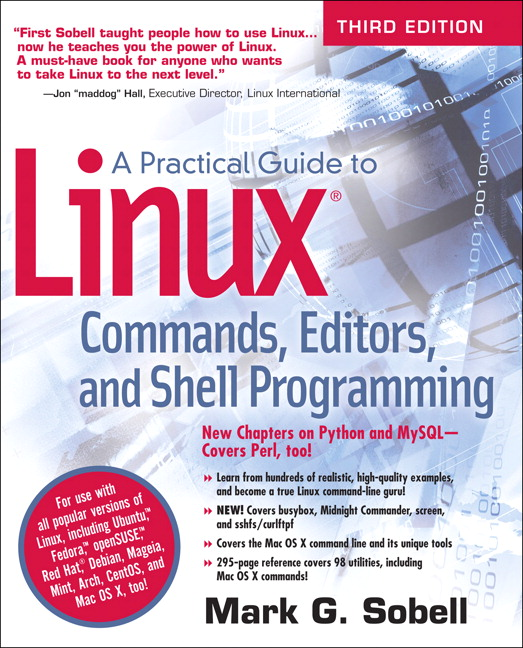 THIRD EDITION
“First Sobell taught people how to use Linux...
now he teaches you the power of Linux.
A must-have book for anyone who wants
to take Linux to the next level.”
—Jon “maddog” Hall, Executive Director, Linux International
A Practical Guide to
Linux®
Commands, Editors,
and Shell Programming
New Chapters on Python and MySQL—
Covers Perl, too!
Learn from hundreds of realistic, high-quality examples,
and become a true Linux command-line guru!
NEW! Covers busybox, Midnight Commander, screen,
and sshfs/curlftpf
Covers the Mac OS X command line and its unique tools
295-page reference covers 98 utilities, including
Mac OS X commands!
For use with
all popular versions of
Linux, including Ubuntu,™
Fedora,™ openSUSE,™
Red Hat,® Debian, Mageia,
Mint, Arch, CentOS, and
Mac OS X, too!
Mark G. Sobell